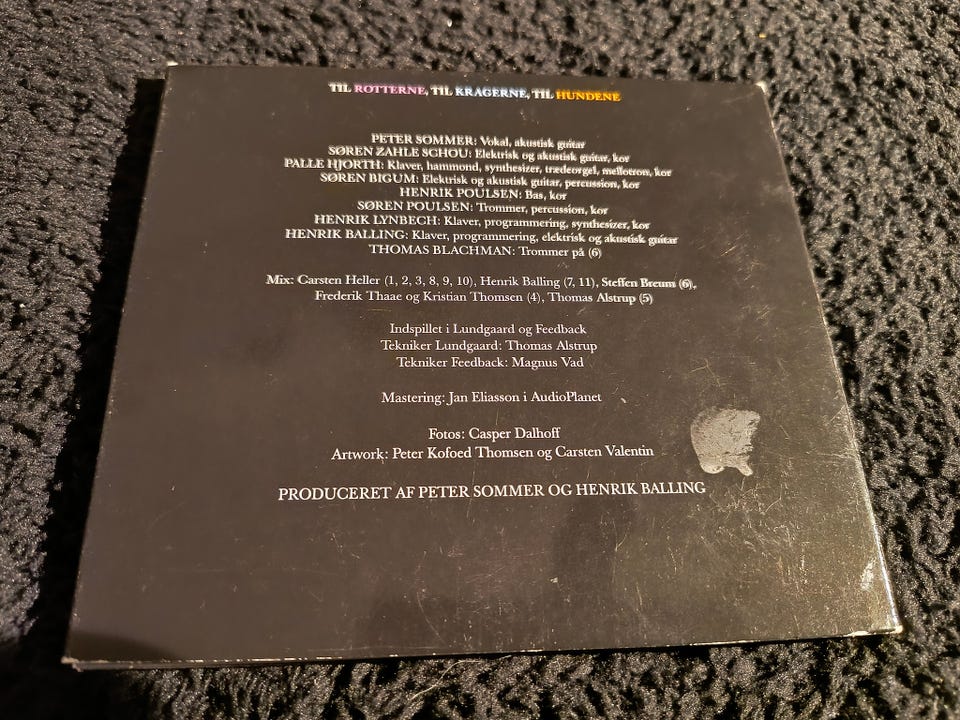 TIL ROTTERNE, TIL KRAGERNE, TIL HUNDENE
PETER SOMMER: Vokal, akustisk guitar
SØREN ZAHLE SCHOU: Elektrisk og akustisk guitar, kor
PALLE HJORTH: Klaver, hammond, synthesizer, trædeorgel, mellotron, kor
SØREN BIGUM: Elektrisk og akustisk guitar, percussion, kor
HENRIK POULSEN: Bas, kor
SØREN POULSEN: Trommer, percussion, kor
HENRIK LYNBECH: Klaver, programmering, synthesizer, kor
HENRIK BALLING: Klaver, programmering, elektrisk og akustisk guitar
THOMAS BLACHMAN: Trommer på (6)
Mix: Carsten Heller (1, 2, 3, 8, 9, 10), Henrik Balling (7, 11), Steffen Breum (6),
Frederik Thaae og Kristian Thomsen (4), Thomas Alstrup (5)
Indspillet i Lundgaard og Feedback
Tekniker Lundgaard: Thomas Alstrup
Tekniker Feedback: Magnus Vad
Mastering: Jan Eliasson i AudioPlanet
Fotos: Casper Dalhoff
Artwork: Peter Kofoed Thomsen og Carsten Valentin
PRODUCERET AF PETER SOMMER OG HENRIK BALLING